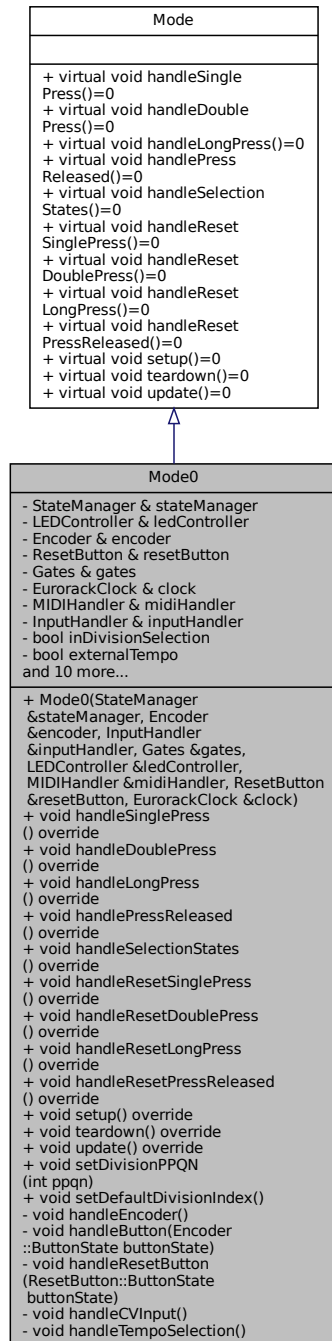 Mode
+ virtual void handleSingle
Press()=0
+ virtual void handleDouble
Press()=0
+ virtual void handleLongPress()=0
+ virtual void handlePress
Released()=0
+ virtual void handleSelection
States()=0
+ virtual void handleReset
SinglePress()=0
+ virtual void handleReset
DoublePress()=0
+ virtual void handleReset
LongPress()=0
+ virtual void handleReset
PressReleased()=0
+ virtual void setup()=0
+ virtual void teardown()=0
+ virtual void update()=0
Mode0
- StateManager & stateManager
- LEDController & ledController
- Encoder & encoder
- ResetButton & resetButton
- Gates & gates
- EurorackClock & clock
- MIDIHandler & midiHandler
- InputHandler & inputHandler
- bool inDivisionSelection
- bool externalTempo
and 10 more...
+ Mode0(StateManager
&stateManager, Encoder
&encoder, InputHandler
&inputHandler, Gates &gates,
LEDController &ledController,
MIDIHandler &midiHandler, ResetButton
&resetButton, EurorackClock &clock)
+ void handleSinglePress
() override
+ void handleDoublePress
() override
+ void handleLongPress
() override
+ void handlePressReleased
() override
+ void handleSelectionStates
() override
+ void handleResetSinglePress
() override
+ void handleResetDoublePress
() override
+ void handleResetLongPress
() override
+ void handleResetPressReleased
() override
+ void setup() override
+ void teardown() override
+ void update() override
+ void setDivisionPPQN
(int ppqn)
+ void setDefaultDivisionIndex()
- void handleEncoder()
- void handleButton(Encoder
::ButtonState buttonState)
- void handleResetButton
(ResetButton::ButtonState
buttonState)
- void handleCVInput()
- void handleTempoSelection()